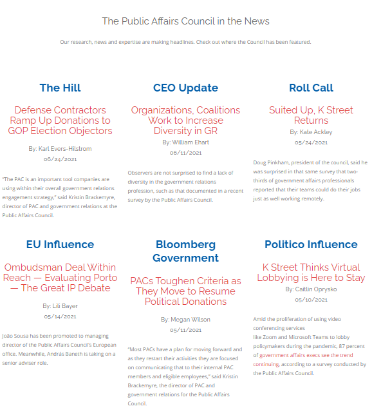 The Public Affairs Council in the News
Our research, news and expertise are making headlines. Check out where the Council has been featured.
The Hill
Defense Contractors
Ramp Up Donations to
GOP Election Objectors
By: Karl Evers-Hillstrom
06/24/2021
"The PAC is an important tool companies are
using within their overall government relations
engagement strategy," said Kristin Brackemyre,
director of PAC and government relations at the
Public Affairs Council.
CEO Update
Organizations, Coalitions
Work to Increase
Diversity in GR
By: William Ehart
06/11/2021
Observers are not surprised to find a lack of
diversity in the government relations
profession, such as that documented in a recent
survey by the Public Affairs Council.
Roll Call
Suited Up, K Street
Returns
By: Kate Ackley
05/24/2021
Doug Pinkham, president of the council, said he
was surprised in that some survey that two-
thirds of government affairs professionals
reported that their teams could do their jobs
just as well working remotely.
EU Influence
Ombudsman Deal Within
Reach — Evaluating Porto
— The Great IP Debate
By: Lili Bayer
05/14/2021
João Sousa has been promoted to managing
director of the Public Affairs Council's European
office. Meanwhile, András Baneth is taking on a
senior adviser role.
Bloomberg
Government
PACs Toughen Criteria as
They Move to Resume
Political Donations
By: Megan Wilson
05/11/2021
"Most PACs have a plan for moving forward and
as they restart their activities they are focused
on communicating that to their internal PAC
members and eligible employees," said Kristin
Brackemyre, the director of PAC and
government relations for the Public Affairs
Council.
Politico Influence
K Street Thinks Virtual
Lobbying is Here to Stay
By: Caitlin Oprysko
05/10/2021
Amid the proliferation of using video
conferencing services
like Zoom and Microsoft Teams to lobby
policymakers during the pandemic, 87 percent
of government affairs execs see the trend
continuing, according to a survey conducted by
the Public Affairs Council.